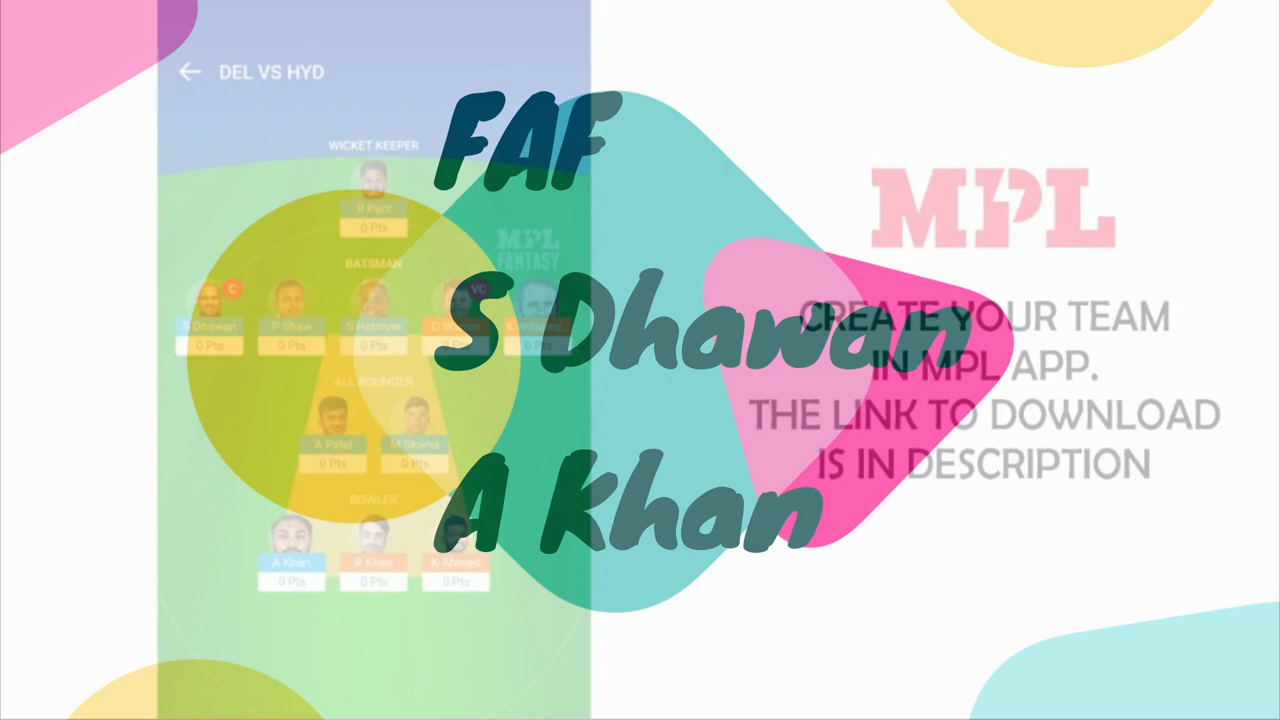 DEL VS HYD
WICKET KEEPER
R Pant
0 Pts
MPL
FANTASY
BATSMAN
C
VC
S Dhawan
P Shaw
S Hetmyer
D Warner
0 Pts
0 Pts
0 Pts
0 Pts
0 Pts
ALL ROUNDER
A Patel
M Stoinis
0 Pts
0 Pts
BOWLER
A Khan
R Khan
K Ahmed
0 Pts
0 Pts
0 Pts
FAF
S Dhawan
A Khan
MPL
CREATE YOUR TEAM
IN MPL APP.
THE LINK TO DOWNLOAD
IS IN DESCRIPTION